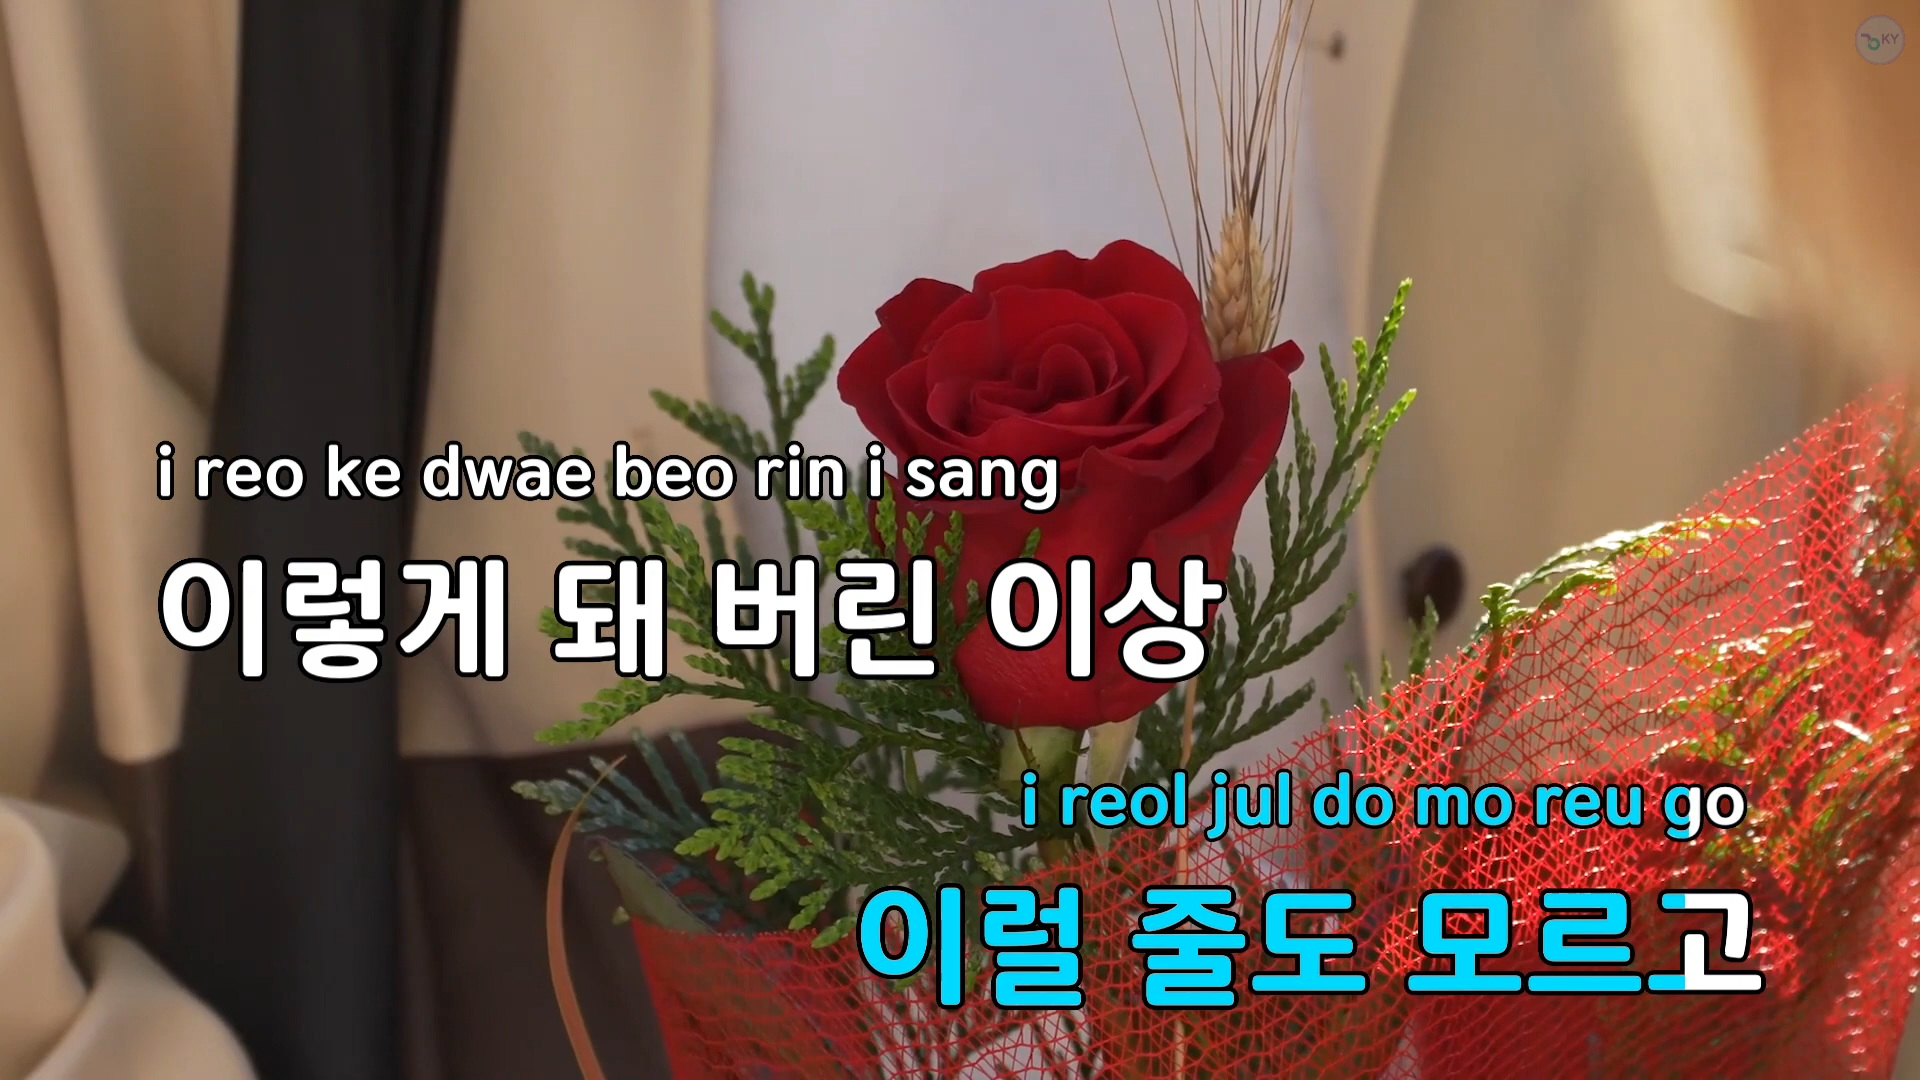 KY
i reo ke dwae beo rin i sang
이렇게 돼 버린 이상
i reol jul do mo reu go
이럴 줄도 모르고